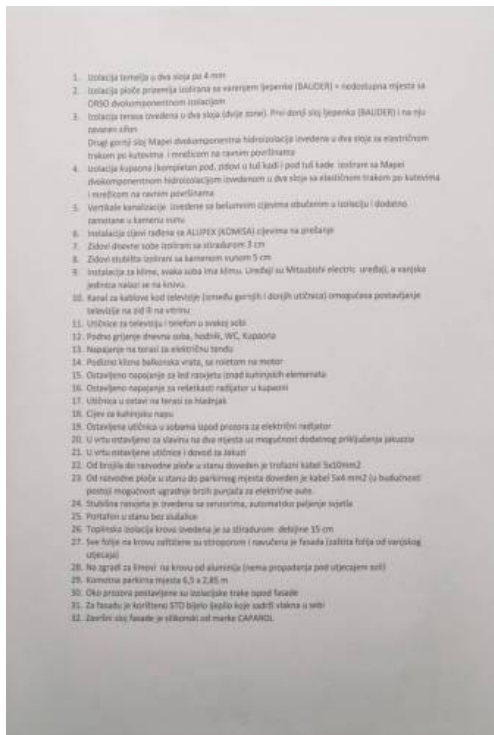 1. Izolacija temelja u dva sloja po 4 mm
2. Izolacija ploče prizemlja izolirana sa varenjem ljepenke (BAUDER) + nedostupna mjesta sa
ORSO dvokomponentnom izolacijom
3. Izolacija terasa izvedena u dva sloja (dvije zone). Prvi donji sloj ljepenka (BAUDER) i na nju
zavaren sifon
Drugi gornji sloj Mapei dvokomponentna hidroizolacija izvedena u dva sloja sa elastičnom
trakom po kutovima i mrežicom na ravnim površinama
4. Izolacija kupaona (kompletan pod, zidovi u tuš kadi i pod tuš kade izolirani sa Mapei
dvokomponentnom hidroizolacijom izvedenom u dva sloja sa elastičnom trakom po kutovima
i mrežicom na ravnim površinama
5. Vertikale kanalizacije izvedene sa bešumnim cijevima obučenim u izolaciju i dodatno
zamotane u kamenu vunu
6. Instalacija cijevi rađena sa ALUPEX (KOMISA) cijevima na prešanje
7. Zidovi dnevne sobe izolirani sa stiradurom 3 cm
8. Zidovi stubišta izolirani sa kamenom vunom 5 cm
9. Instalacija za klime, svaka soba ima klimu. Uređaji su Mitsubishi electric uređaji, a vanjska
jedinica nalazi se na krovu.
10. Kanal za kablove kod televizije (između gornjih i donjih utičnica) omogućava postavljanje
televizije na zid ili na vitrinu
11. Utičnice za televiziju i telefon u svakoj sobi
12. Podno grijanje dnevna soba, hodnik, WC, Kupaona
13. Napajanje na terasi za električnu tendu
14. Podizno klizna balkonska vrata, sa roletom na motor
15. Ostavljeno napajanje za led rasvjetu iznad kuhinjskih elemenata
16. Ostavljeno napajanje za rešetkasti radijator u kupaoni
17. Utičnica u ostavi na terasi za hladnjak
18. Cijev za kuhinjsku napu
19. Ostavljena utičnica u sobama ispod prozora za električni radijator
20. U vrtu ostavljeno za slavinu na dva mjesta uz mogućnost dodatnog priključenja jakuzzia
21. U vrtu ostavljene utičnice i dovod za Jakuzi
22. Od brojila do razvodne ploče u stanu doveden je trofazni kabel 5x10mm2
23. Od razvodne ploče u stanu do parkirnog mjesta doveden je kabel 5x4 mm2 (u budućnosti
postoji mogućnost ugradnje brzih punjača za električne aute.
24. Stubišna rasvjeta je izvedena sa senzorima, automatsko paljenje svjetla
25. Portafon u stanu bez slušalice
26. Toplinska izolacija krova izvedena je sa stiradurom debljine 15 cm
27. Sve folije na krovu zaštitene su stiroporom i navučena je fasada (zaštita folija od vanjskog
utjecaja)
28. Na zgradi za limovi na krovu od aluminija (nema propadanja pod utjecajem soli)
29. Komotna parkirna mjesta 6,5 x 2,85 m
30. Oko prozora postavljene su izolacijske trake ispod fasade
31. Za fasadu je korišteno STO bijelo ljepilo koje sadrži vlakna u sebi
32. Završni sloj fasade je silikonski od marke CAPAROL